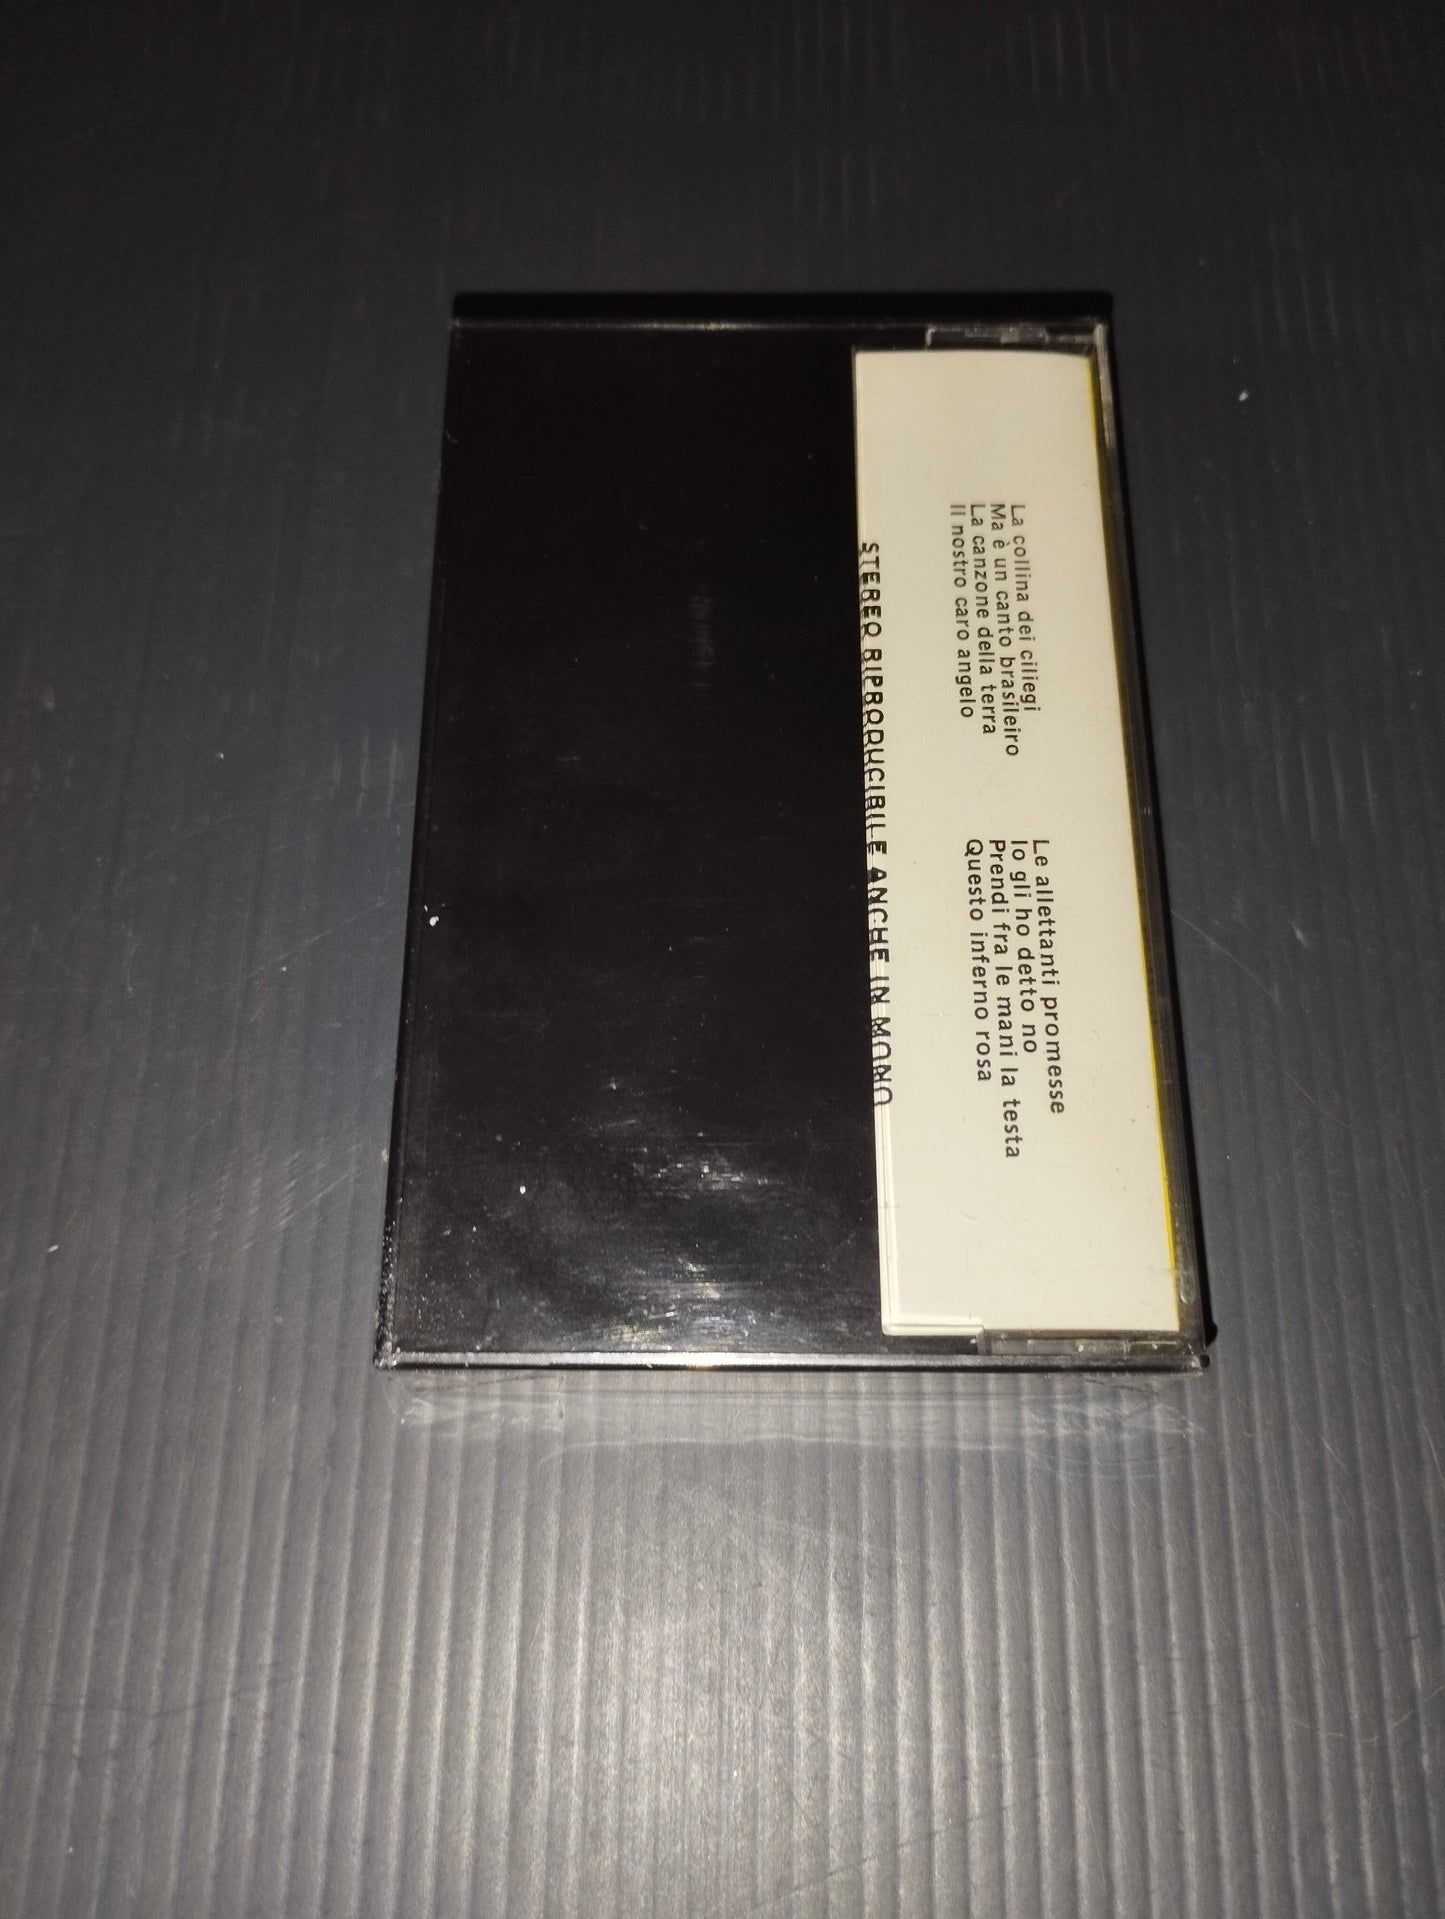 La collina dei ciliegi
Ma è un canto brasileiro
La canzone della terra
Il nostro caro angelo
Le allettanti promesse
Io gli ho detto no
Prendi fra le mani la testa
Questo inferno rosa
STEREO RIPRODUCIBILE ANCHE IN MONO